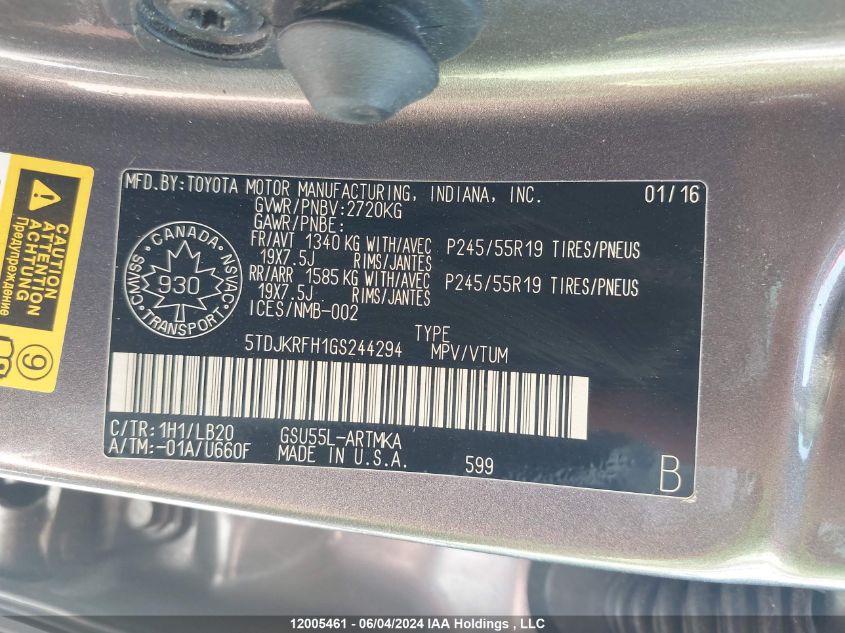 MFD.BY:TOYOTA MOTOR MANUFACTURING, INDIANA, INC. 01/16
GVWR/PNBV:2720KG
GAWR/PNBE:
FR/AVT 1340 KG WITH/AVEC P245/55R19 TIRES/PNEUS
19X7.5J RIMS/JANTES
RR/ARR 1585 KG WITH/AVEC P245/55R19 TIRES/PNEUS
19X7.5J RIMS/JANTES
ICES/NMB-002
CANADA
CMVSS · NSVAC
930
TRANSPORT
TYPE
5TDJKRFH1GS244294 MPV/VTUM
C/TR:1H1/LB20 GSU55L-ARTMKA
A/TM:-01A/U660F MADE IN U.S.A. 599 B
CAUTION
ATTENTION
ACHTUNG
Предупреждение
9
12005461 - 06/04/2024 IAA Holdings , LLC